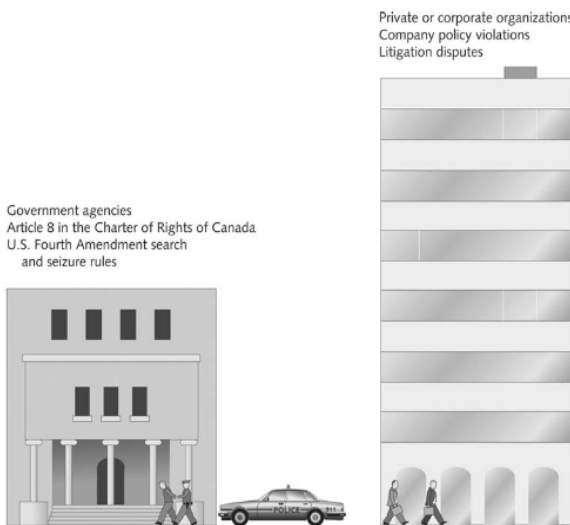 Private or corporate organizations
Company policy violations
Litigation disputes
Government agencies
Article 8 in the Charter of Rights of Canada
U.S. Fourth Amendment search
and seizure rules
POLICE 911